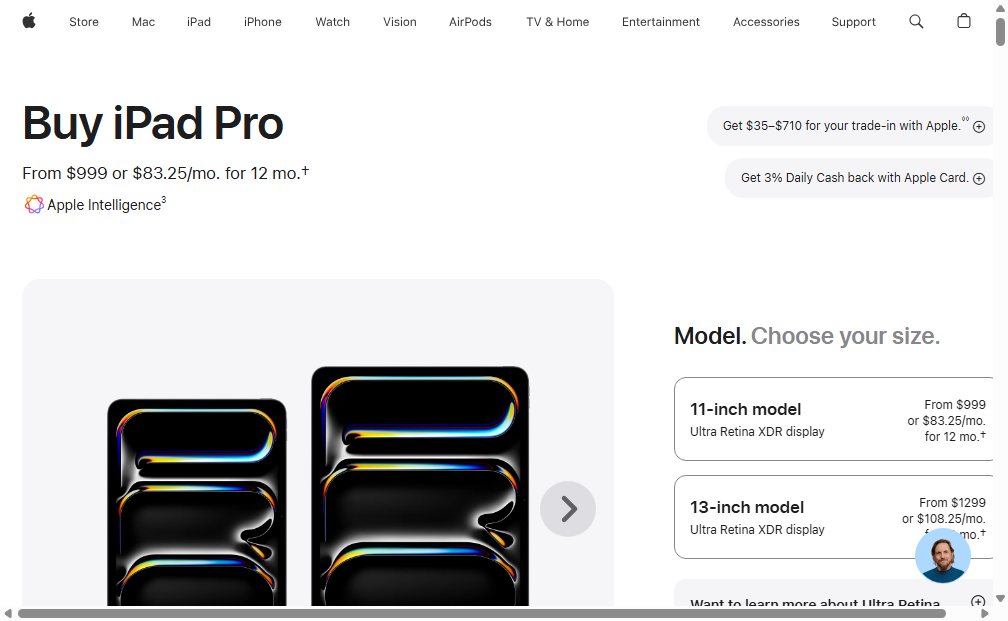 Store Mac iPad iPhone Watch Vision AirPods TV & Home Entertainment Accessories Support
Buy iPad Pro
From $999 or $83.25/mo. for 12 mo.†
Apple Intelligence³
Get $35–$710 for your trade-in with Apple.◊◊
Get 3% Daily Cash back with Apple Card.
Model. Choose your size.
11-inch model
Ultra Retina XDR display
From $999
or $83.25/mo.
for 12 mo.†
13-inch model
Ultra Retina XDR display
From $1299
or $108.25/mo.
mo.†
Want to learn more about Ultra Retina